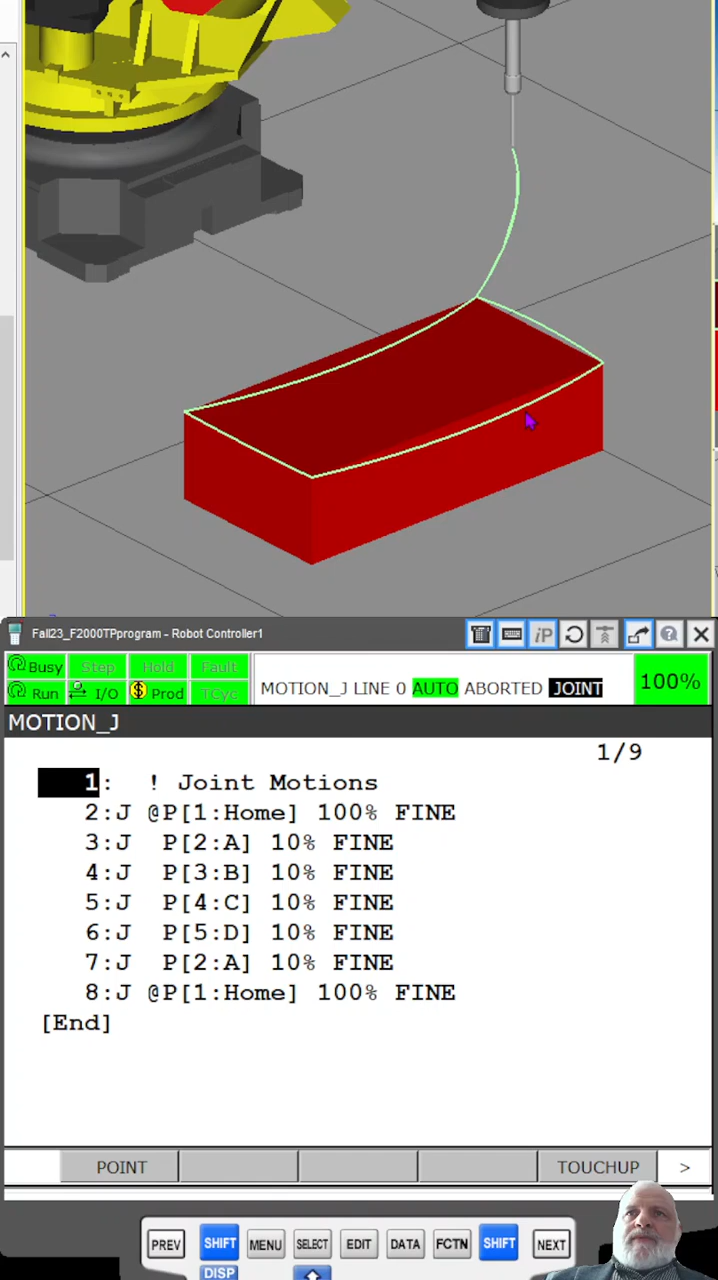 Fall23_F2000TPprogram - Robot Controller1
Busy Step Hold Fault
Run I/O Prod TCyc
MOTION_J LINE 0 AUTO ABORTED JOINT
100%
MOTION_J
1/9
1: ! Joint Motions
2:J @P[1:Home] 100% FINE
3:J P[2:A] 10% FINE
4:J P[3:B] 10% FINE
5:J P[4:C] 10% FINE
6:J P[5:D] 10% FINE
7:J P[2:A] 10% FINE
8:J @P[1:Home] 100% FINE
[End]
POINT TOUCHUP >
PREV SHIFT MENU SELECT EDIT DATA FCTN SHIFT NEXT
DISP